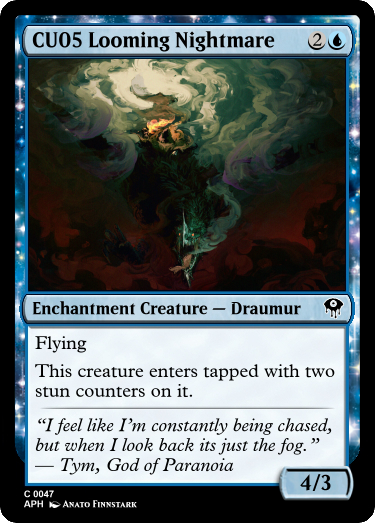 CU05 Looming Nightmare 2
Enchantment Creature — Draumur
Flying
This creature enters tapped with two
stun counters on it.
“I feel like I’m constantly being chased,
but when I look back its just the fog.”
— Tym, God of Paranoia
4/3
C 0047
APH Anato Finnstark